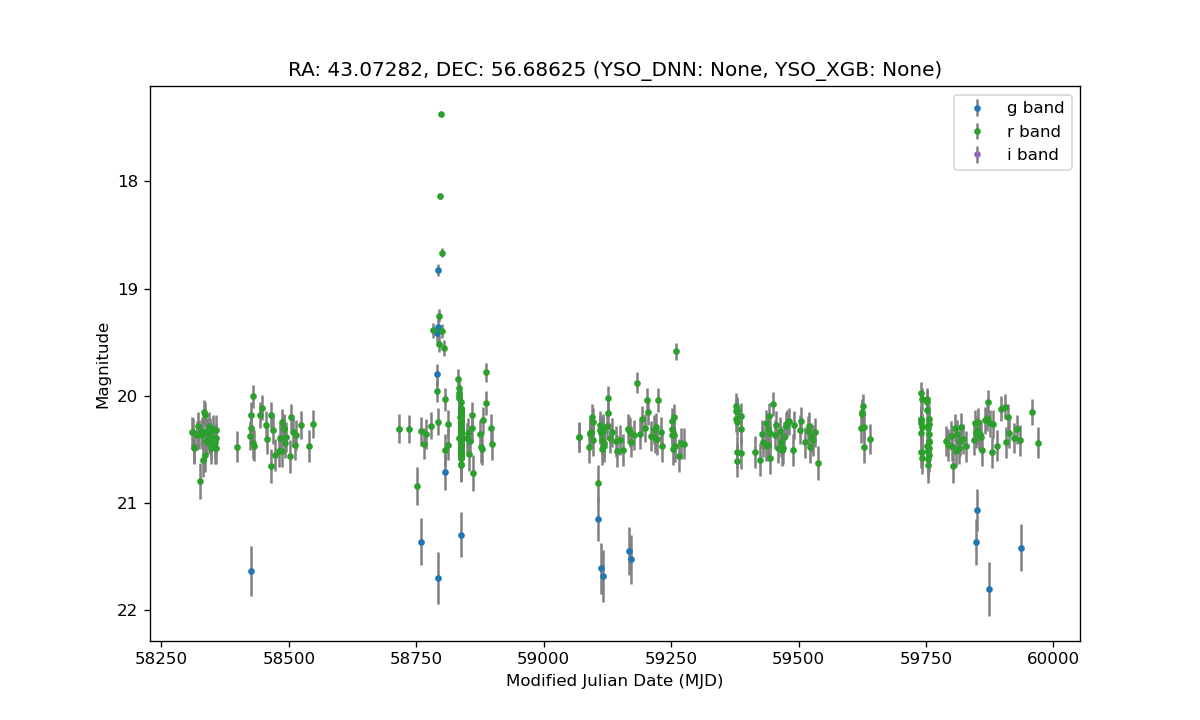 RA: 43.07282, DEC: 56.68625 (YSO_DNN: None, YSO_XGB: None)
g band
r band
i band
18
19
20
21
22
Magnitude
58250 58500 58750 59000 59250 59500 59750 60000
Modified Julian Date (MJD)